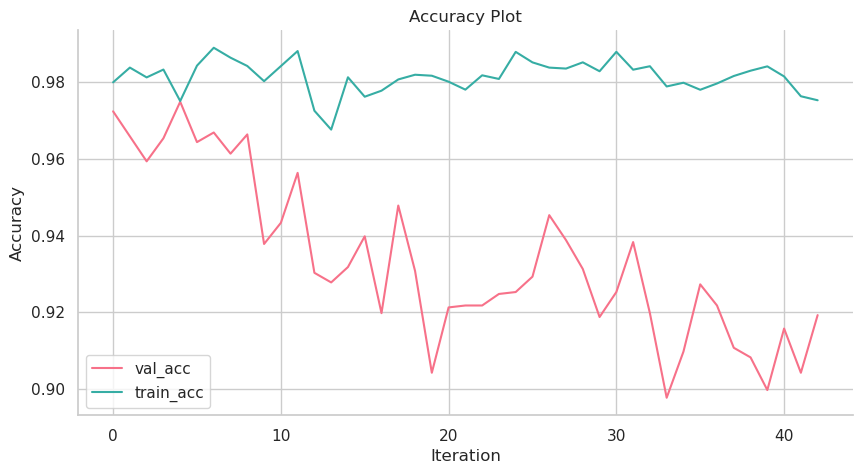 Accuracy Plot
Accuracy
0.98
0.96
0.94
0.92
0.90
val_acc
train_acc
0 10 20 30 40
Iteration